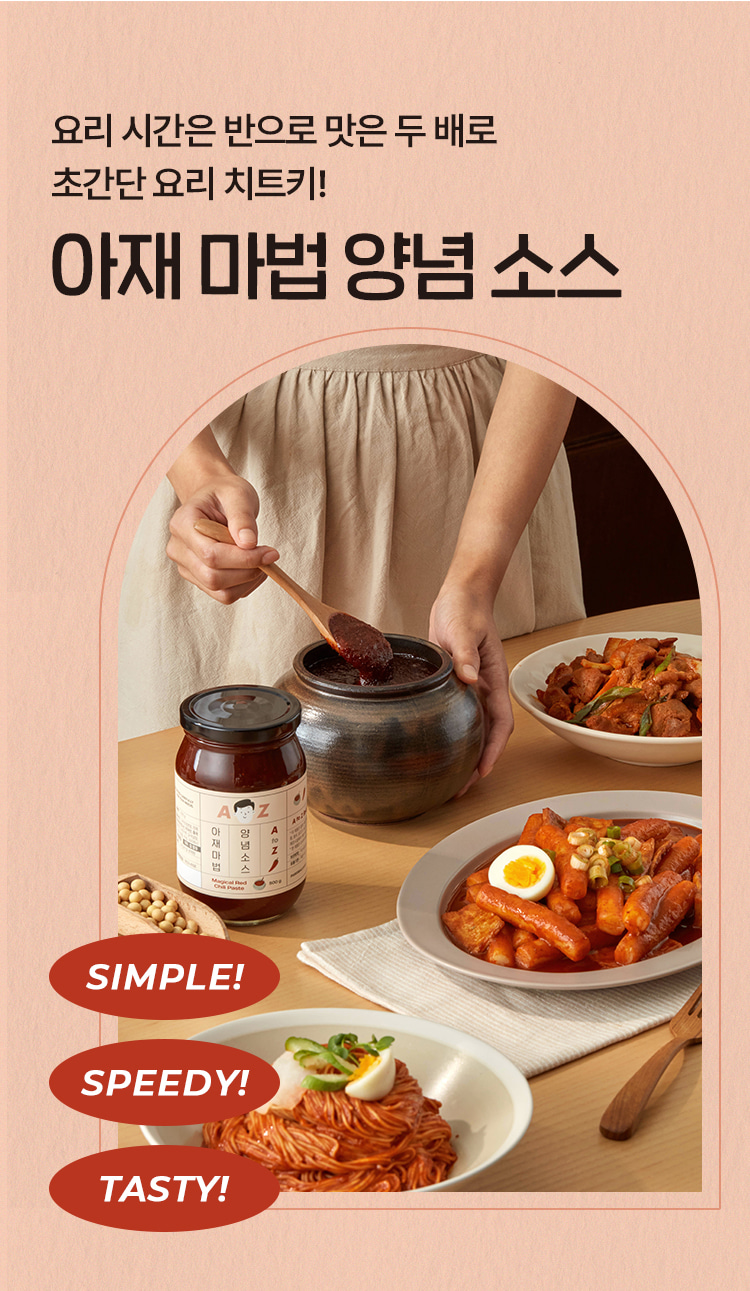 요리 시간은 반으로 맛은 두 배로
초간단 요리 치트키!
아재 마법 양념 소스
A Z
아재마법
양념소스
A to Z
Magical Red
Chili Paste
500 g
SIMPLE!
SPEEDY!
TASTY!